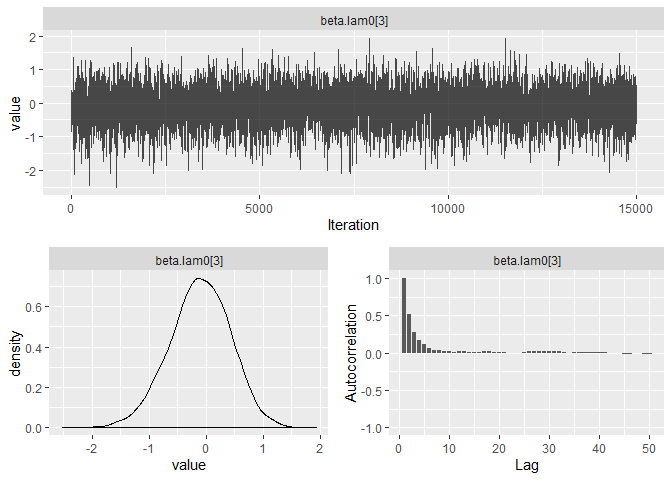 beta.lam0[3]
value
2
1
0
-1
-2
0 5000 10000 15000
Iteration
beta.lam0[3]
density
0.6
0.4
0.2
0.0
-2 -1 0 1 2
value
beta.lam0[3]
Autocorrelation
1.0
0.5
0.0
-0.5
-1.0
0 10 20 30 40 50
Lag